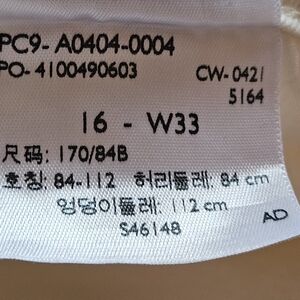 PC9- A0404-0004
PO- 4100490603 CW- 0421
5164
16 - W33
尺码: 170/84B
호칭: 84-112 허리둘레: 84 cm
엉덩이둘레: 112 cm
S46148 AD